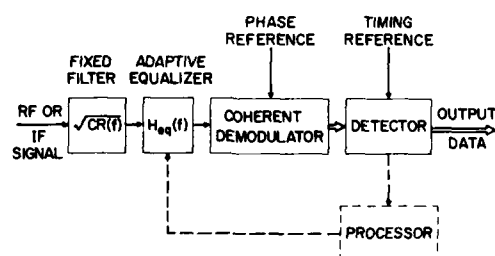 PHASE
REFERENCE
TIMING
REFERENCE
FIXED
FILTER
ADAPTIVE
EQUALIZER
RF OR
IF
SIGNAL
√CR(f)
Heq(f)
COHERENT
DEMODULATOR
DETECTOR
OUTPUT
DATA
PROCESSOR